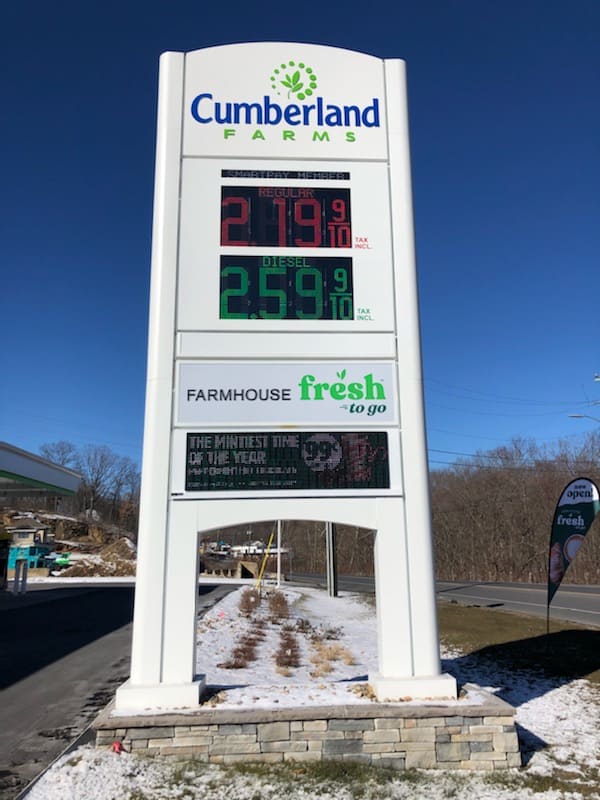 Cumberland
FARMS
SMARTPAY MEMBER
REGULAR
2.19 9/10
TAX
INCL.
DIESEL
2.59 9/10
TAX
INCL.
FARMHOUSE fresh
to go
THE MINTIEST TIME
OF THE YEAR
99¢
NOW
open!
fresh